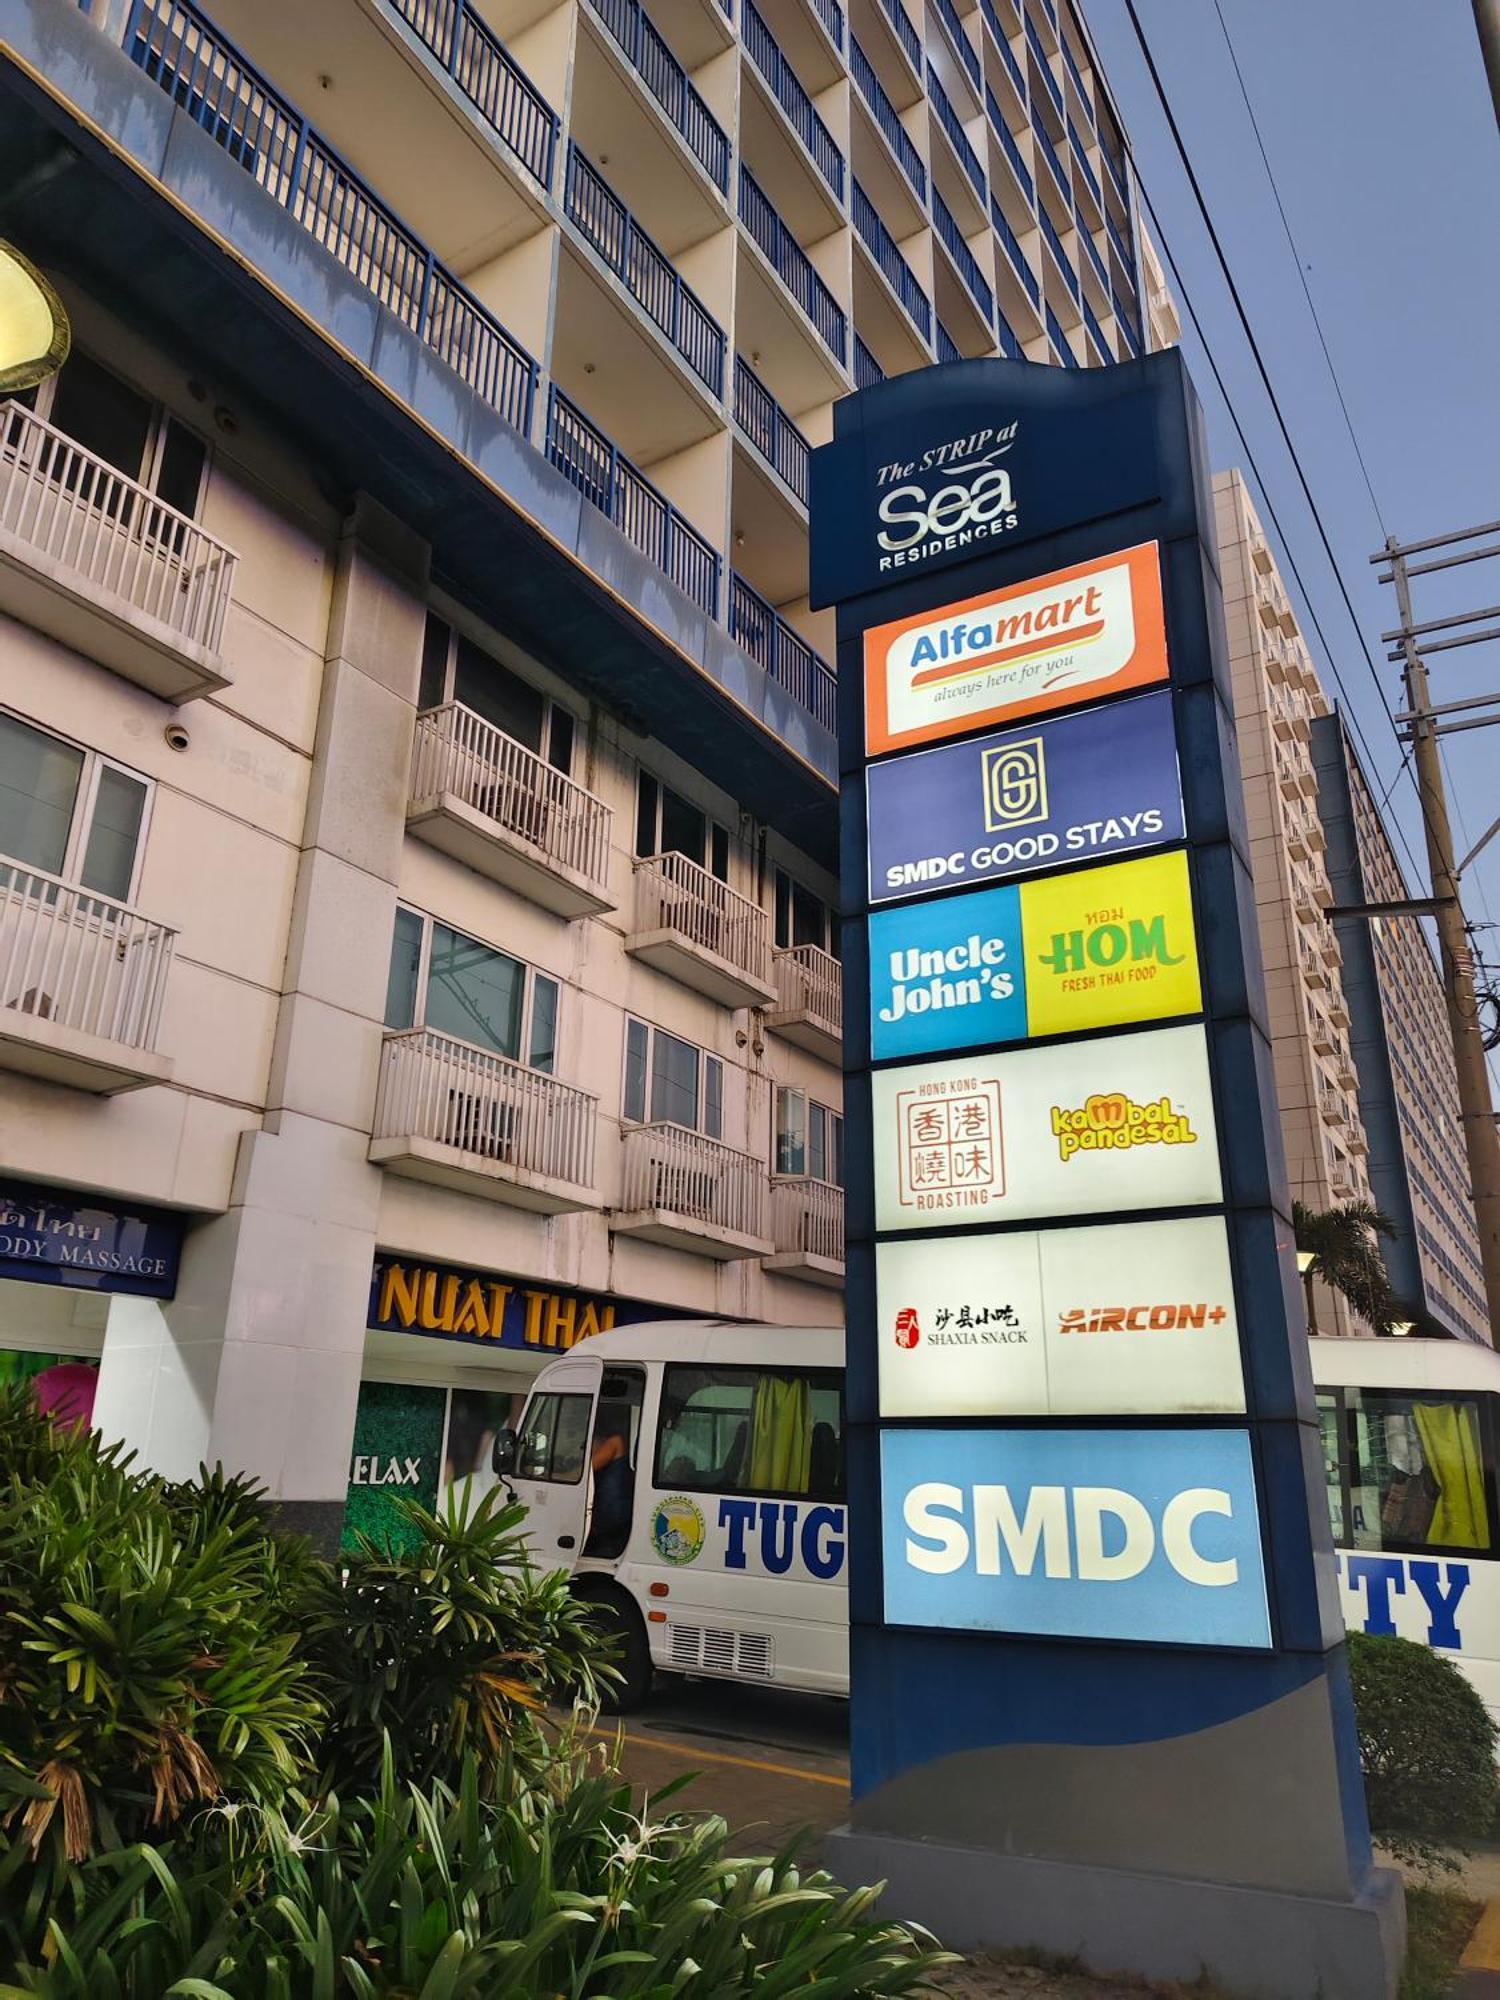 The STRIP at
Sea
RESIDENCES
Alfamart
always here for you
SMDC GOOD STAYS
Uncle
John's
หอม
HOM
FRESH THAI FOOD
HONG KONG
香港
燒味
ROASTING
kambal
pandesal
沙县小吃
SHAXIA SNACK
AIRCON+
SMDC
ODY MASSAGE
NUAT THAI
ELAX
TUG
TY